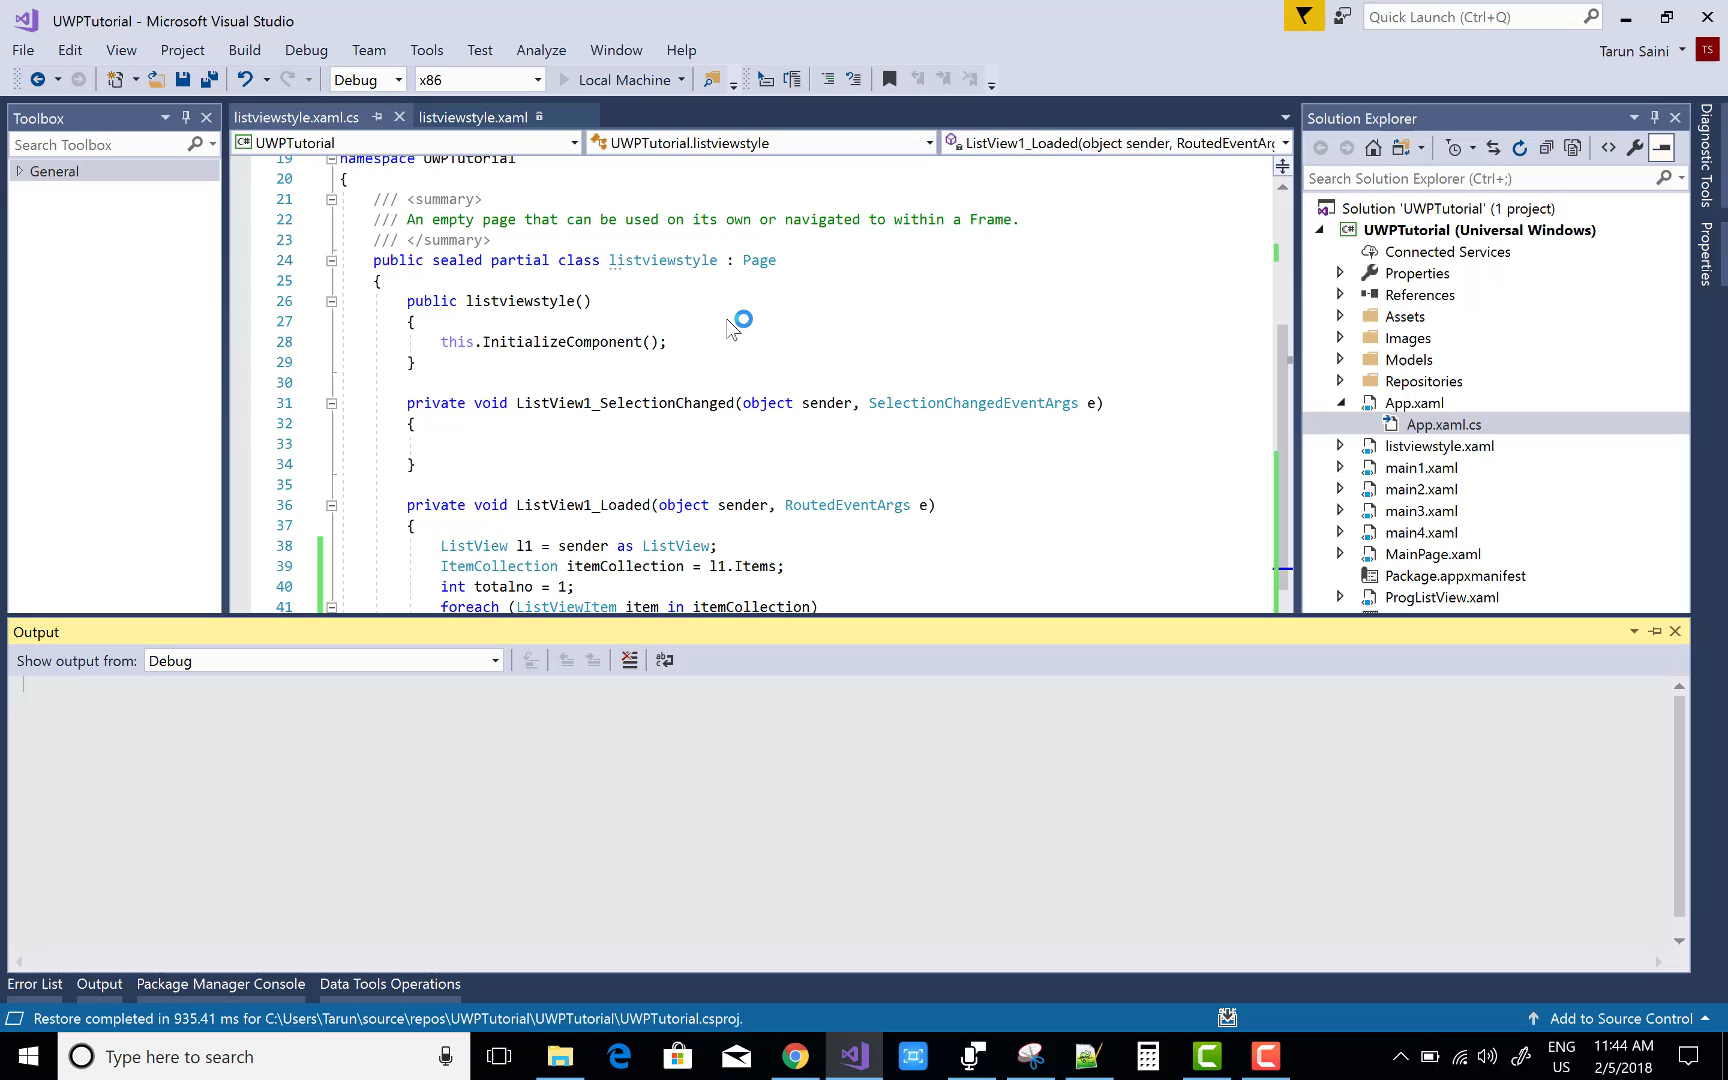 UWPTutorial - Microsoft Visual Studio
Quick Launch (Ctrl+Q)
File Edit View Project Build Debug Team Tools Test Analyze Window Help
Tarun Saini TS
Debug x86 Local Machine
Toolbox
Search Toolbox
General
listviewstyle.xaml.cs listviewstyle.xaml
C# UWPTutorial UWPTutorial.listviewstyle ListView1_Loaded(object sender, RoutedEventArg
19 namespace UWPTutorial
20 {
21 /// <summary>
22 /// An empty page that can be used on its own or navigated to within a Frame.
23 /// </summary>
24 public sealed partial class listviewstyle : Page
25 {
26 public listviewstyle()
27 {
28 this.InitializeComponent();
29 }
30
31 private void ListView1_SelectionChanged(object sender, SelectionChangedEventArgs e)
32 {
33
34 }
35
36 private void ListView1_Loaded(object sender, RoutedEventArgs e)
37 {
38 ListView l1 = sender as ListView;
39 ItemCollection itemCollection = l1.Items;
40 int totalno = 1;
41 foreach (ListViewItem item in itemCollection)
Solution Explorer
Search Solution Explorer (Ctrl+;)
Solution 'UWPTutorial' (1 project)
C# UWPTutorial (Universal Windows)
Connected Services
Properties
References
Assets
Images
Models
Repositories
App.xaml
App.xaml.cs
listviewstyle.xaml
main1.xaml
main2.xaml
main3.xaml
main4.xaml
MainPage.xaml
Package.appxmanifest
ProgListView.xaml
Diagnostic Tools
Properties
Output
Show output from: Debug
Error List Output Package Manager Console Data Tools Operations
Restore completed in 935.41 ms for C:\Users\Tarun\source\repos\UWPTutorial\UWPTutorial\UWPTutorial.csproj.
Add to Source Control
Type here to search
ENG
US
11:44 AM
2/5/2018